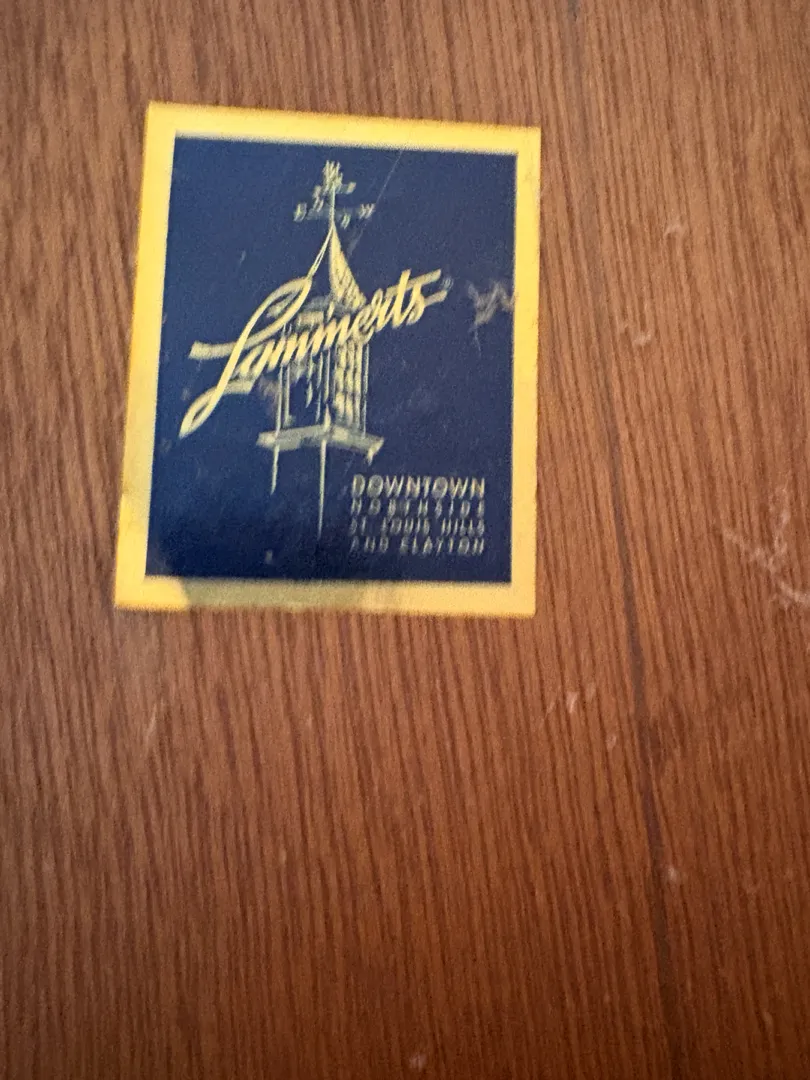 Lammerts
DOWNTOWN
NORTHSIDE
ST. LOUIS HILLS
AND CLAYTON